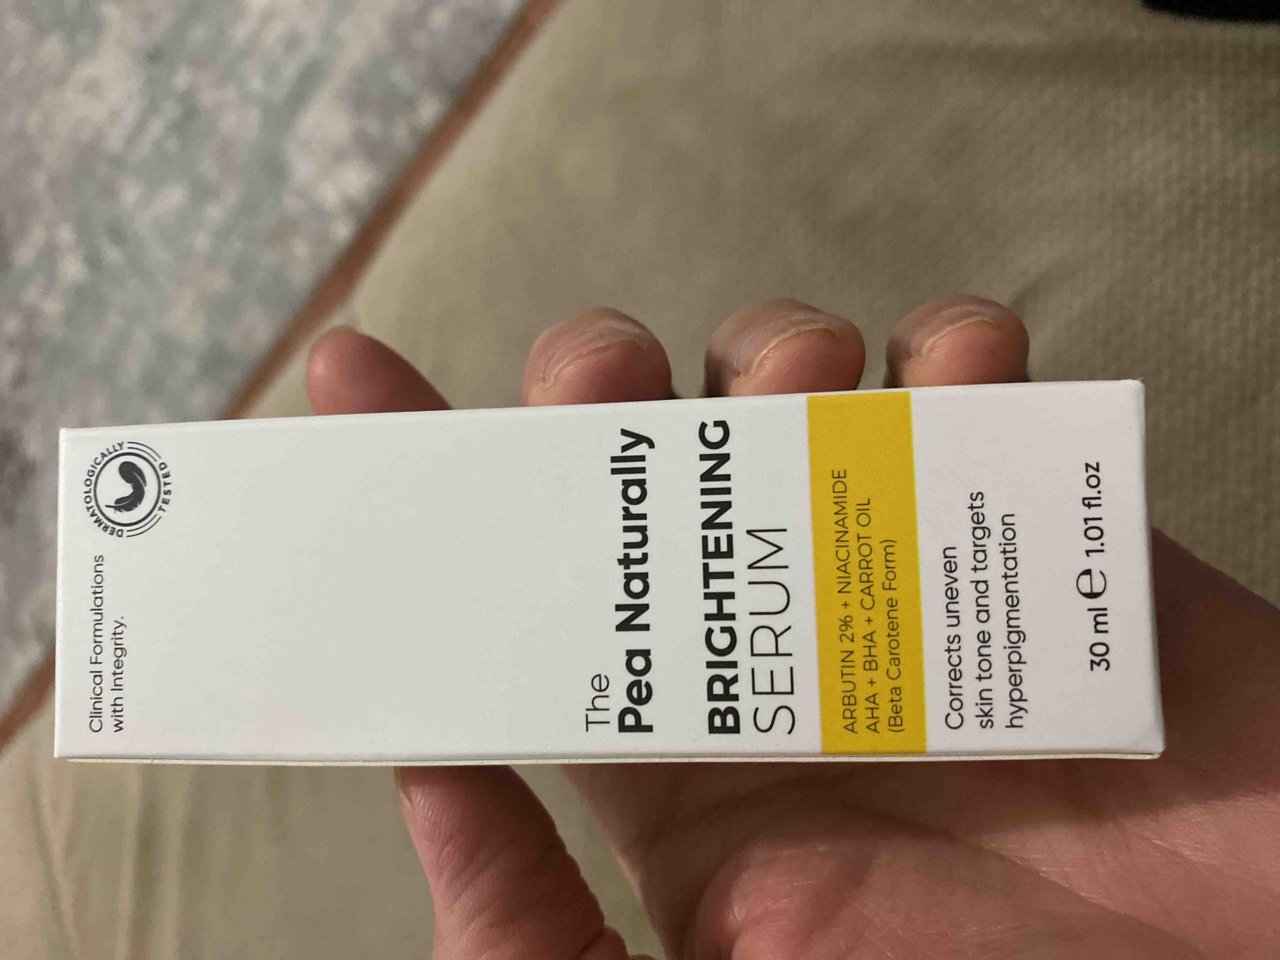 Clinical Formulations
with Integrity.
DERMATOLOGICALLY
TESTED
The
Pea Naturally
BRIGHTENING
SERUM
ARBUTIN 2% + NIACINAMIDE
AHA + BHA + CARROT OIL
(Beta Carotene Form)
Corrects uneven
skin tone and targets
hyperpigmentation
30 ml ℮ 1.01 fl.oz